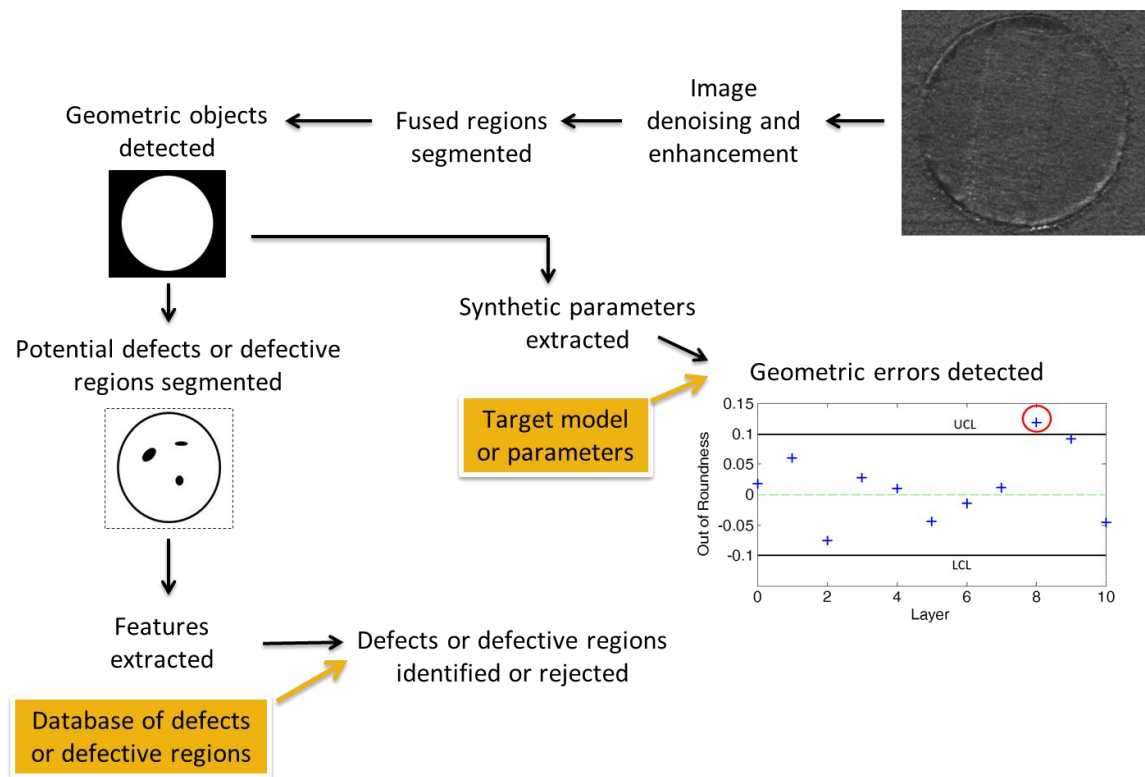 Image
denoising and
enhancement
Fused regions
segmented
Geometric objects
detected
Synthetic parameters
extracted
Potential defects or defective
regions segmented
Geometric errors detected
Target model
or parameters
0.15
0.1
0.05
0
-0.05
-0.1
Out of Roundness
UCL
LCL
0
2
4
6
8
10
Layer
Features
extracted
Defects or defective regions
identified or rejected
Database of defects
or defective regions